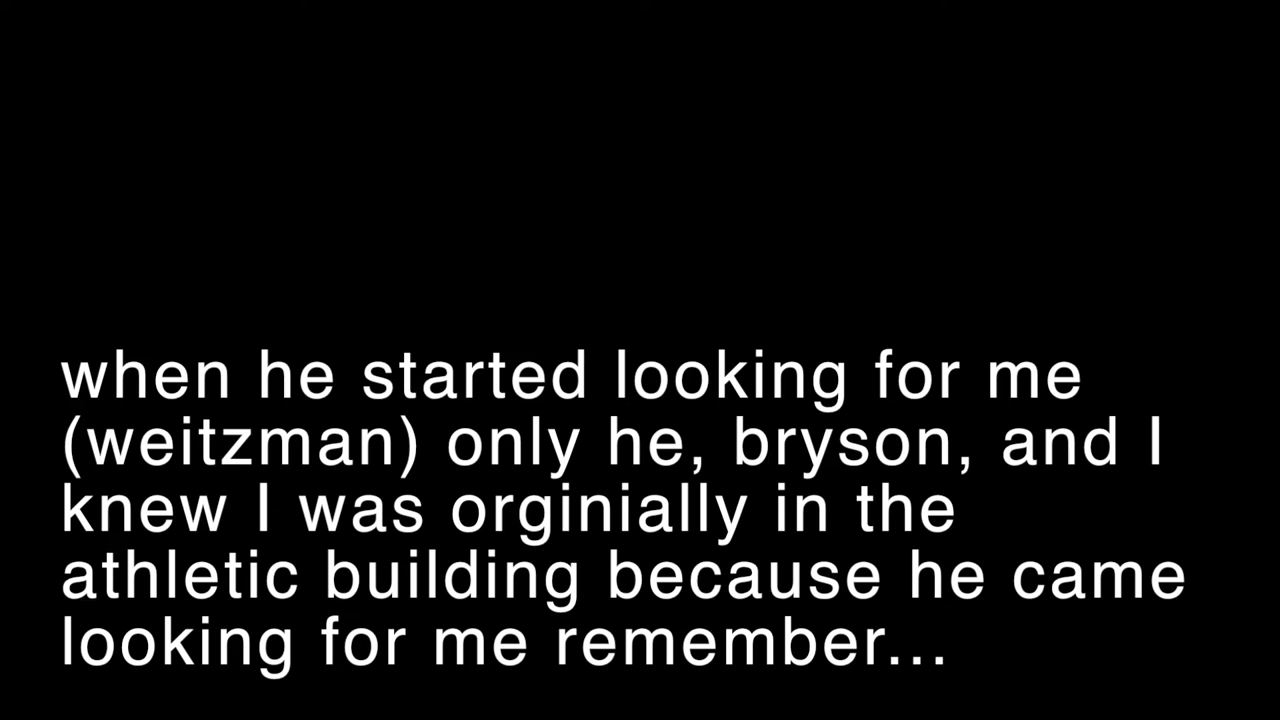 when he started looking for me
(weitzman) only he, bryson, and I
knew I was orginially in the
athletic building because he came
looking for me remember...